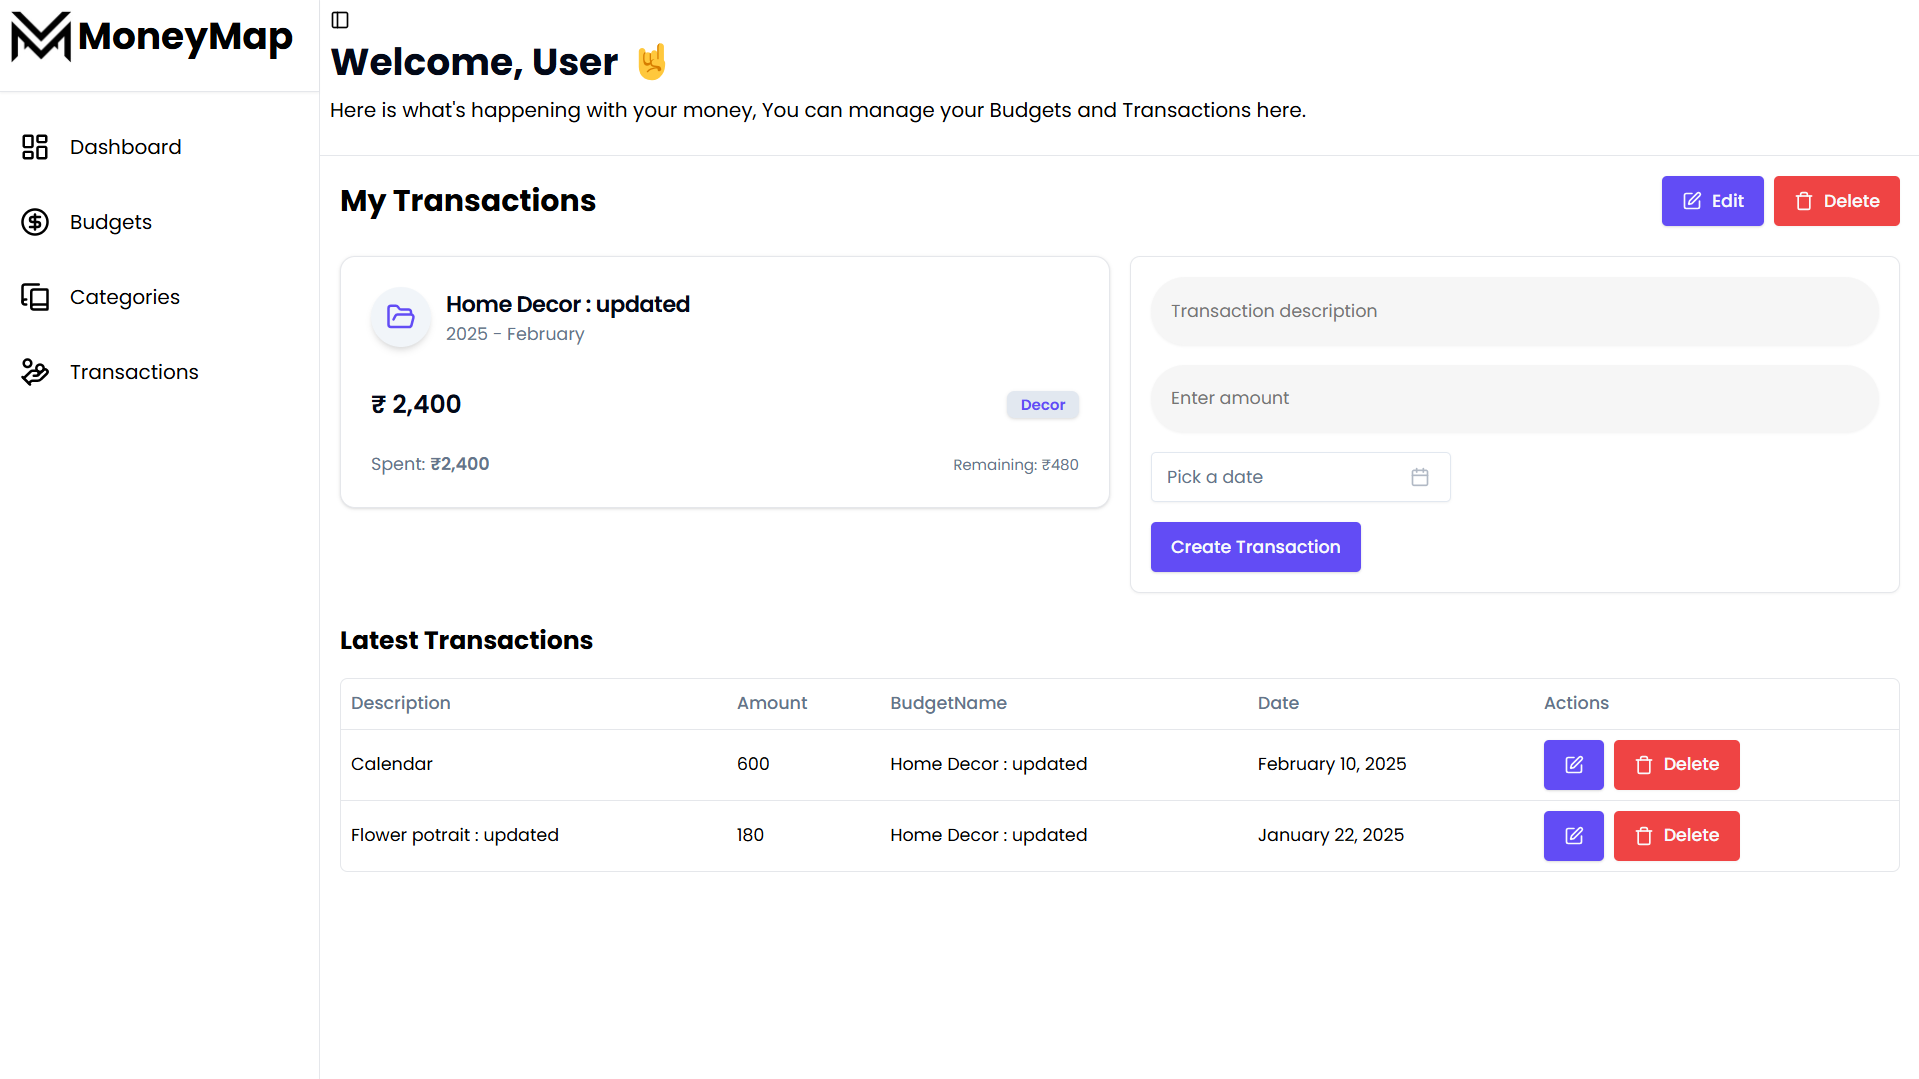 MoneyMap
Dashboard
Budgets
Categories
Transactions
Welcome, User 🤘
Here is what's happening with your money, You can manage your Budgets and Transactions here.
My Transactions
Edit
Delete
Home Decor : updated
2025 - February
₹ 2,400
Decor
Spent: ₹2,400
Remaining: ₹480
Transaction description
Enter amount
Pick a date
Create Transaction
Latest Transactions
Description Amount BudgetName Date Actions
Calendar 600 Home Decor : updated February 10, 2025 Delete
Flower potrait : updated 180 Home Decor : updated January 22, 2025 Delete